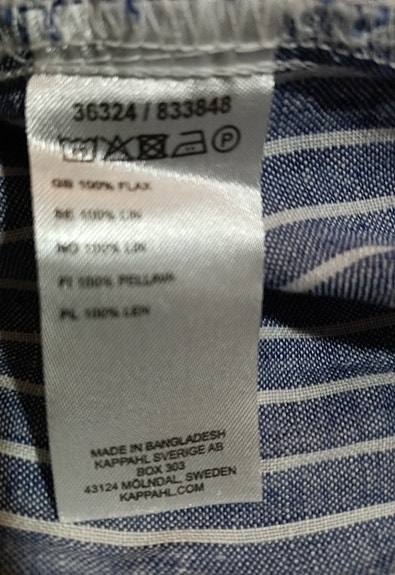 36324 / 833848
P
GB 100% FLAX
SE 100% LIN
NO 100% LIN
FI 100% PELLAVA
PL 100% LEN
MADE IN BANGLADESH
KAPPAHL SVERIGE AB
BOX 303
43124 MÖLNDAL, SWEDEN
KAPPAHL.COM